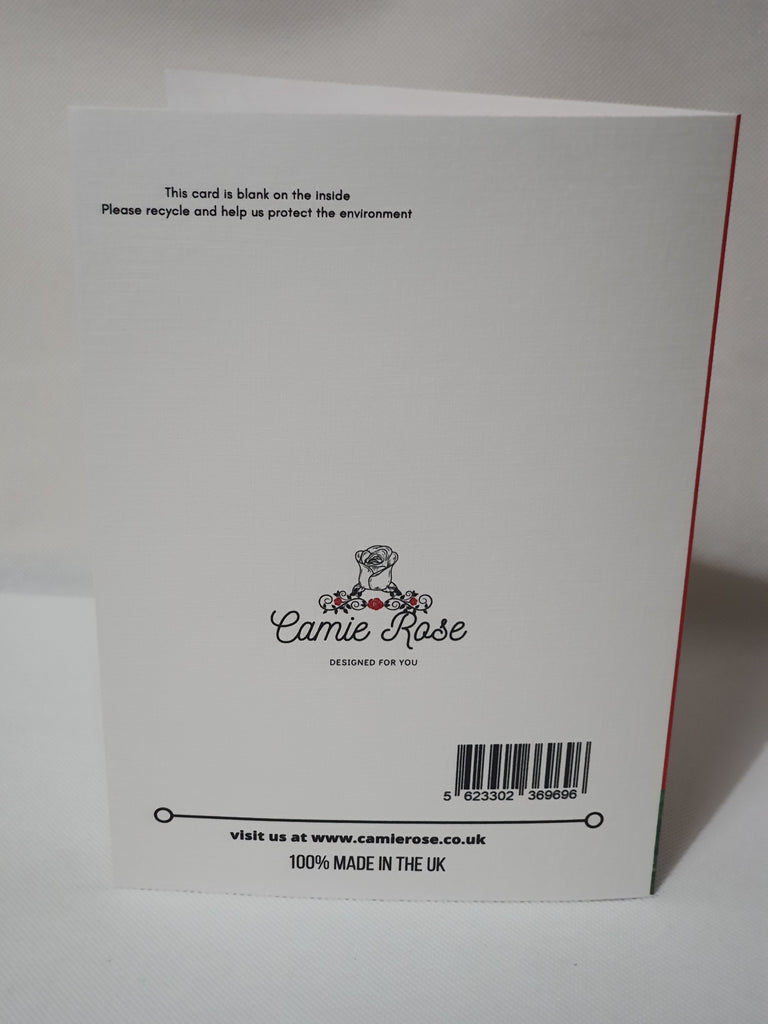 This card is blank on the inside
Please recycle and help us protect the environment
Camie Rose
DESIGNED FOR YOU
5 623302 369696
visit us at www.camierose.co.uk
100% MADE IN THE UK